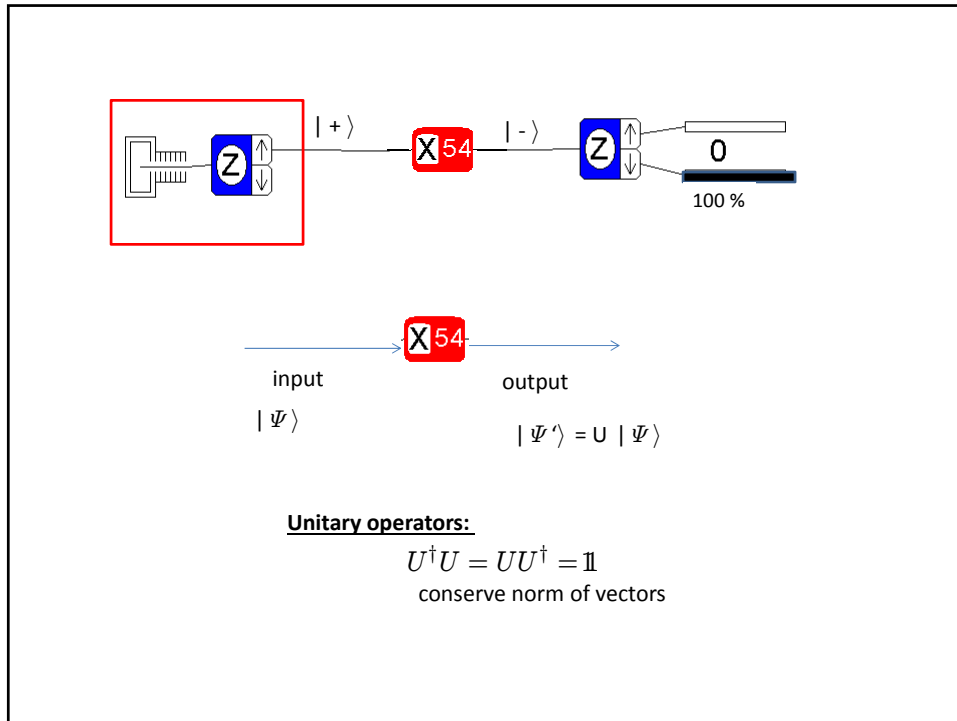 | + ⟩ | - ⟩
Z ↑ ↓ X 54 Z ↑ ↓ 0
100 %
X 54
input output
| Ψ ⟩
| Ψ ‘⟩ = U | Ψ ⟩
Unitary operators:
U†U = UU† = 𝟙
conserve norm of vectors